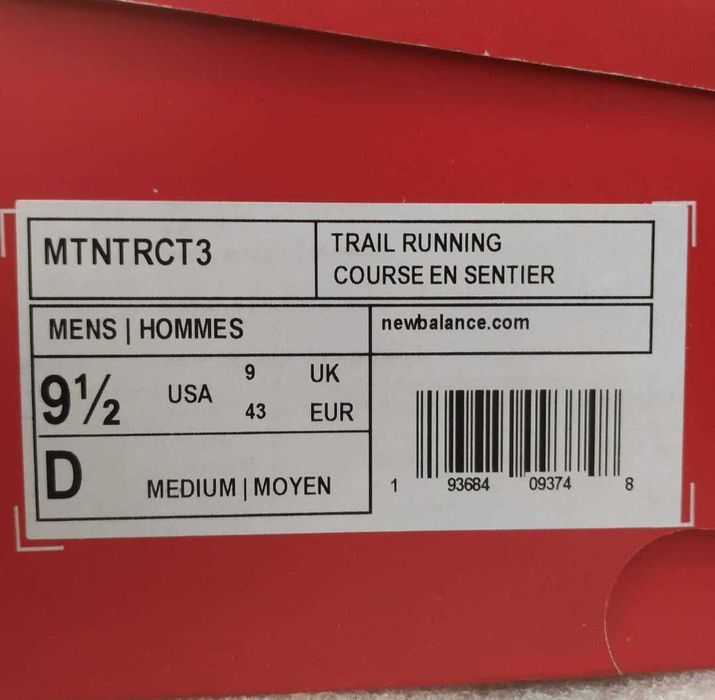 MTNTRCT3
TRAIL RUNNING
COURSE EN SENTIER
MENS | HOMMES
newbalance.com
9½ USA 9 UK
43 EUR
D MEDIUM | MOYEN
1 93684 09374 8